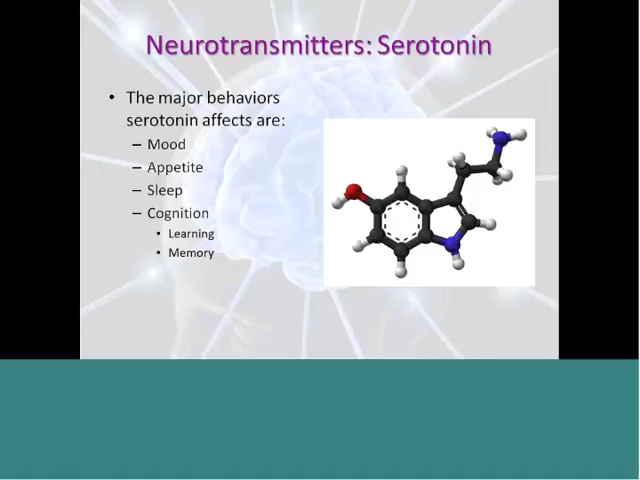 Neurotransmitters: Serotonin
• The major behaviors
serotonin affects are:
– Mood
– Appetite
– Sleep
– Cognition
• Learning
• Memory